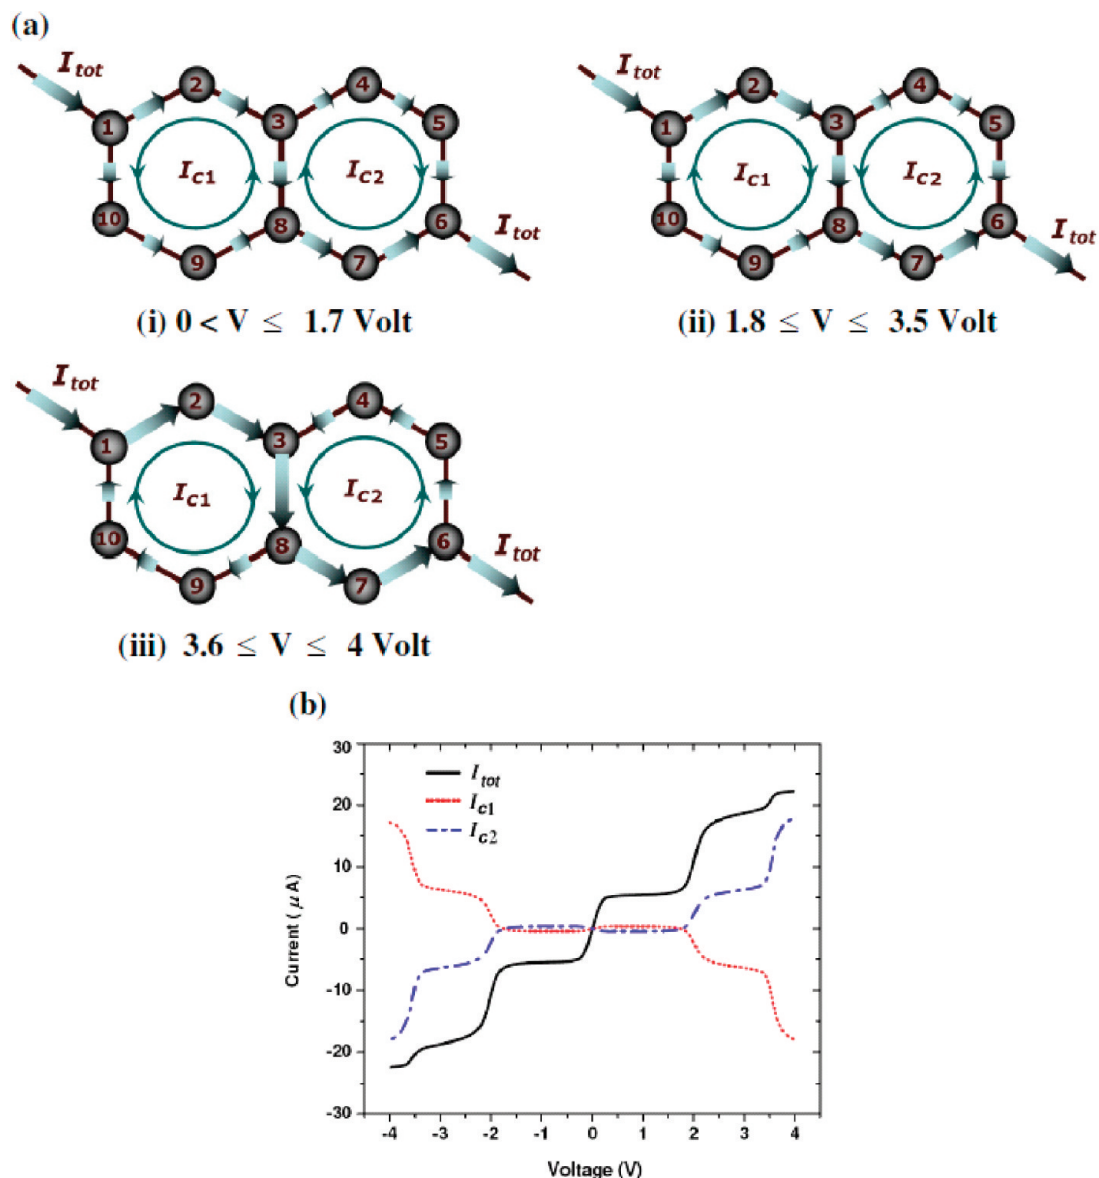 (a)
I_tot I_tot
2 4 2 4
1 3 5 1 3 5
I_c1 I_c2 I_c1 I_c2
10 8 6 10 8 6
9 7 I_tot 9 7 I_tot
(i) 0 < V ≤ 1.7 Volt (ii) 1.8 ≤ V ≤ 3.5 Volt
I_tot
2 4
1 3 5
I_c1 I_c2
10 8 6
9 7 I_tot
(iii) 3.6 ≤ V ≤ 4 Volt
(b)
30
I_tot
20
I_c1
I_c2
10
0
-10
-20
-30
Current (μA)
-4 -3 -2 -1 0 1 2 3 4
Voltage (V)